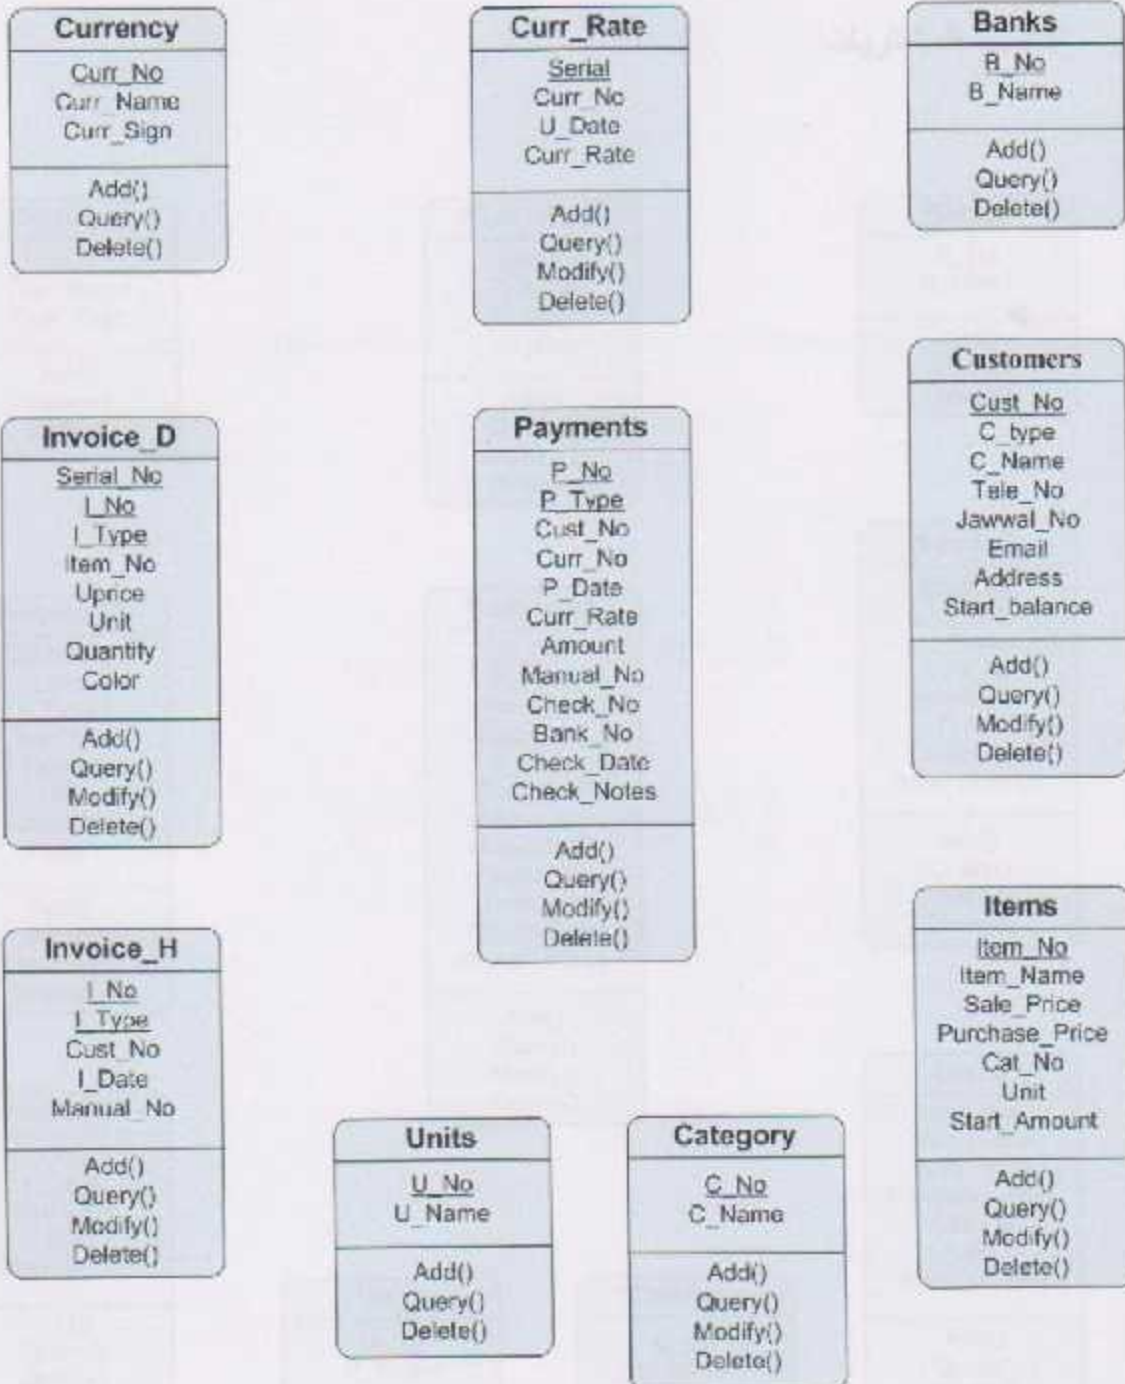 Currency
Curr_No
Curr_Name
Curr_Sign
Add()
Query()
Delete()
Curr_Rate
Serial
Curr_No
U_Date
Curr_Rate
Add()
Query()
Modify()
Delete()
Banks
B_No
B_Name
Add()
Query()
Delete()
Invoice_D
Serial_No
I_No
I_Type
Item_No
Uprice
Unit
Quantity
Color
Add()
Query()
Modify()
Delete()
Payments
P_No
P_Type
Cust_No
Curr_No
P_Date
Curr_Rate
Amount
Manual_No
Check_No
Bank_No
Check_Date
Check_Notes
Add()
Query()
Modify()
Delete()
Customers
Cust_No
C_type
C_Name
Tele_No
Jawwal_No
Email
Address
Start_balance
Add()
Query()
Modify()
Delete()
Invoice_H
I_No
I_Type
Cust_No
I_Date
Manual_No
Add()
Query()
Modify()
Delete()
Units
U_No
U_Name
Add()
Query()
Delete()
Category
C_No
C_Name
Add()
Query()
Modify()
Delete()
Items
Item_No
Item_Name
Sale_Price
Purchase_Price
Cat_No
Unit
Start_Amount
Add()
Query()
Modify()
Delete()